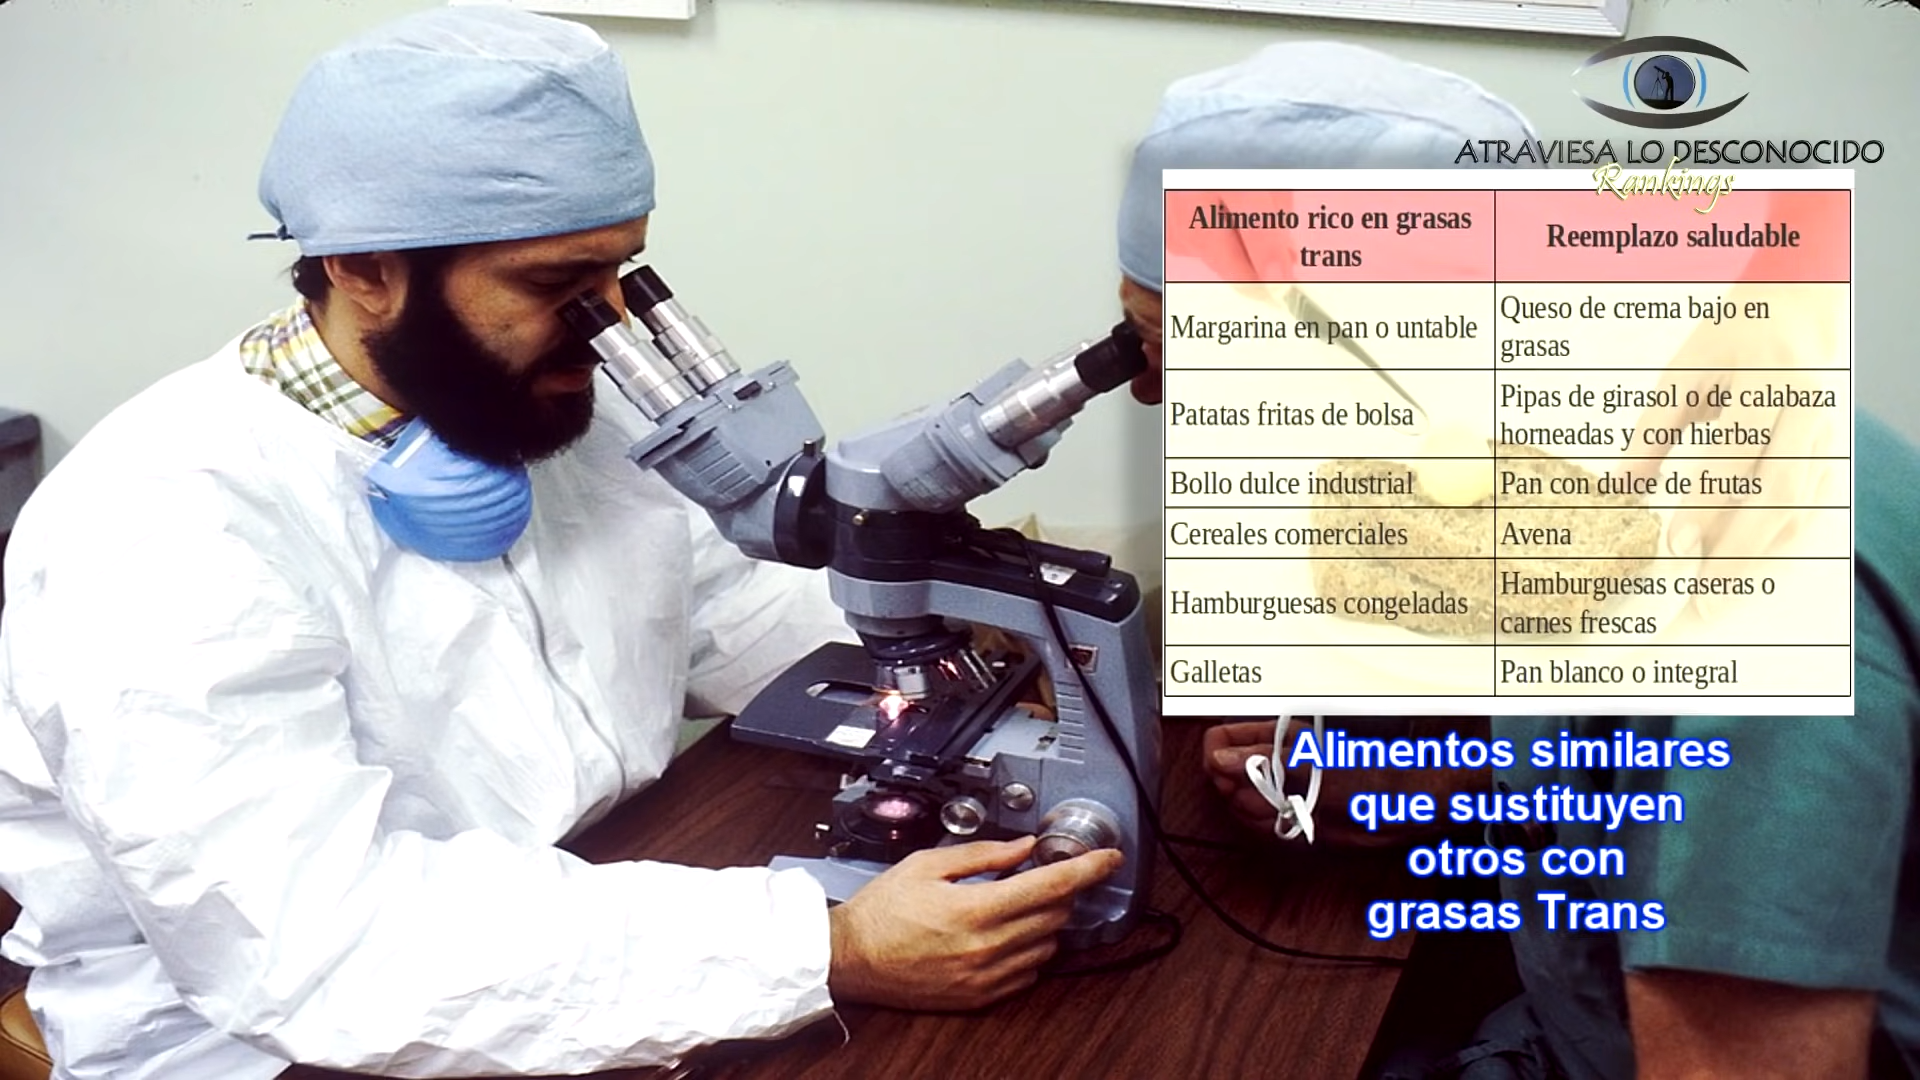 ATRAVIESA LO DESCONOCIDO
Rankings
Alimento rico en grasas
trans
Reemplazo saludable
Margarina en pan o untable
Queso de crema bajo en
grasas
Patatas fritas de bolsa
Pipas de girasol o de calabaza
horneadas y con hierbas
Bollo dulce industrial
Pan con dulce de frutas
Cereales comerciales
Avena
Hamburguesas congeladas
Hamburguesas caseras o
carnes frescas
Galletas
Pan blanco o integral
Alimentos similares
que sustituyen
otros con
grasas Trans